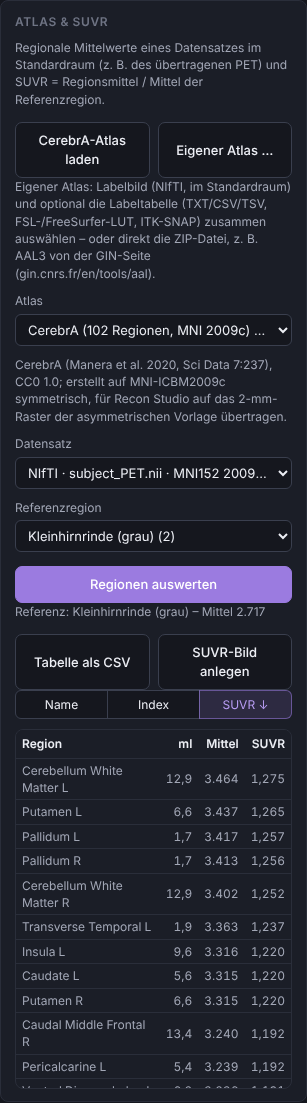 ATLAS & SUVR
Regionale Mittelwerte eines Datensatzes im
Standardraum (z. B. des übertragenen PET) und
SUVR = Regionsmittel / Mittel der
Referenzregion.
CerebrA-Atlas
laden
Eigener Atlas ...
Eigener Atlas: Labelbild (NIfTI, im Standardraum)
und optional die Labeltabelle (TXT/CSV/TSV,
FSL-/FreeSurfer-LUT, ITK-SNAP) zusammen
auswählen – oder direkt die ZIP-Datei, z. B.
AAL3 von der GIN-Seite
(gin.cnrs.fr/en/tools/aal).
Atlas
CerebrA (102 Regionen, MNI 2009c) ...
CerebrA (Manera et al. 2020, Sci Data 7:237),
CC0 1.0; erstellt auf MNI-ICBM2009c
symmetrisch, für Recon Studio auf das 2-mm-
Raster der asymmetrischen Vorlage übertragen.
Datensatz
NIfTI · subject_PET.nii · MNI152 2009...
Referenzregion
Kleinhirnrinde (grau) (2)
Regionen auswerten
Referenz: Kleinhirnrinde (grau) – Mittel 2.717
Tabelle als CSV
SUVR-Bild
anlegen
Name Index SUVR ↓
Region ml Mittel SUVR
Cerebellum White
Matter L 12,9 3.464 1,275
Putamen L 6,6 3.437 1,265
Pallidum L 1,7 3.417 1,257
Pallidum R 1,7 3.413 1,256
Cerebellum White
Matter R 12,9 3.402 1,252
Transverse Temporal L 1,9 3.363 1,237
Insula L 9,6 3.316 1,220
Caudate L 5,6 3.315 1,220
Putamen R 6,6 3.315 1,220
Caudal Middle Frontal
R 13,4 3.240 1,192
Pericalcarine L 5,4 3.239 1,192